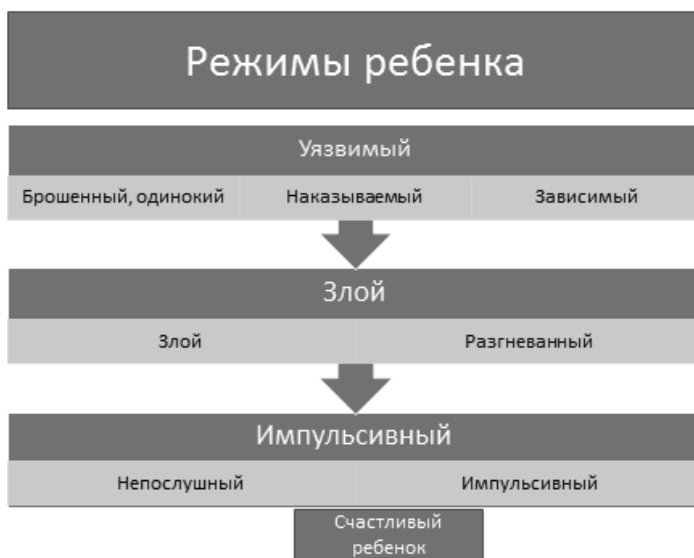 Режимы ребенка
Уязвимый
Брошенный, одинокий Наказываемый Зависимый
Злой
Злой Разгневанный
Импульсивный
Непослушный Импульсивный
Счастливый
ребенок